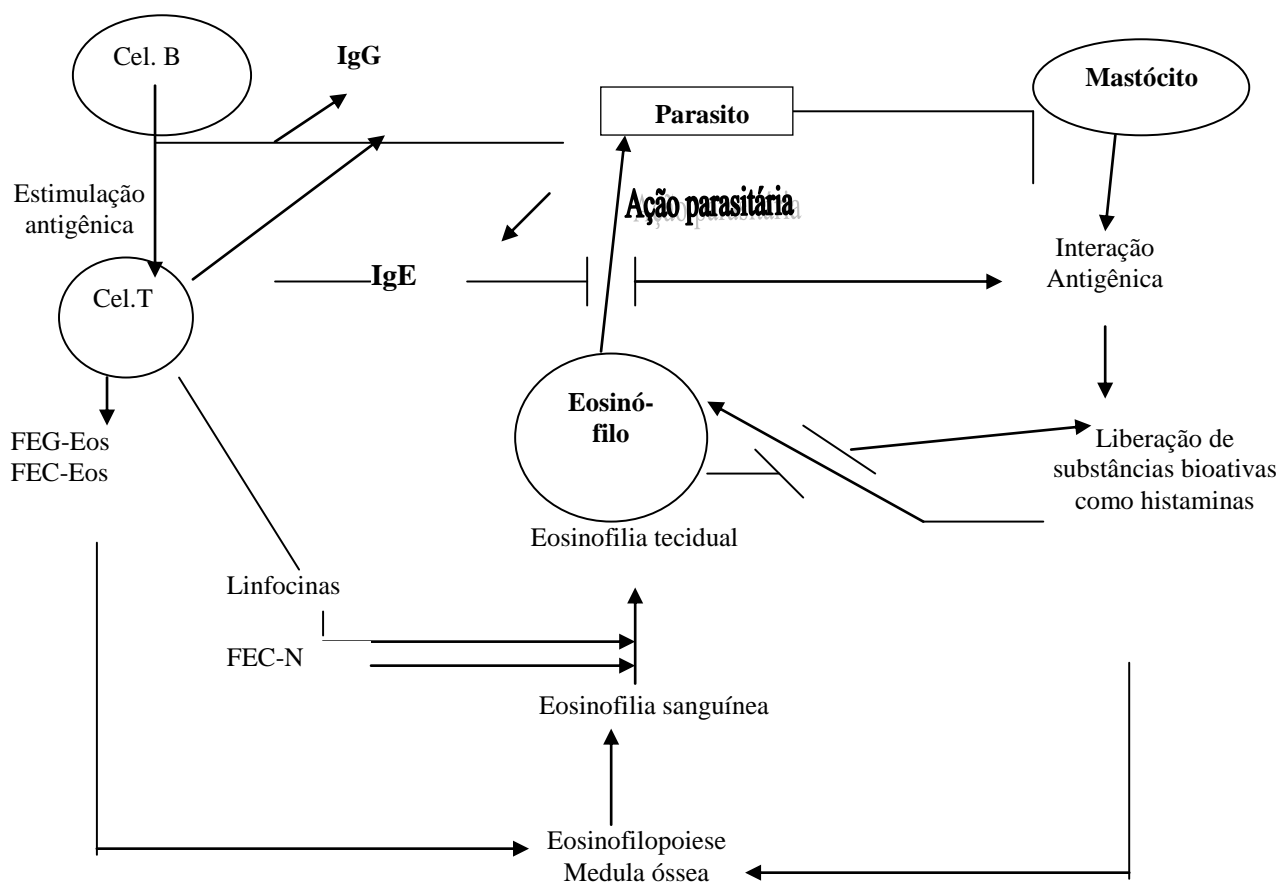 Cel. B
IgG
Mastócito
Parasito
Estimulação
antigênica
Ação parasitária
Interação
Antigênica
IgE
Cel.T
Eosinó-
filo
FEG-Eos
FEC-Eos
Liberação de
substâncias bioativas
como histaminas
Eosinofilia tecidual
Linfocinas
FEC-N
Eosinofilia sanguínea
Eosinofilopoiese
Medula óssea